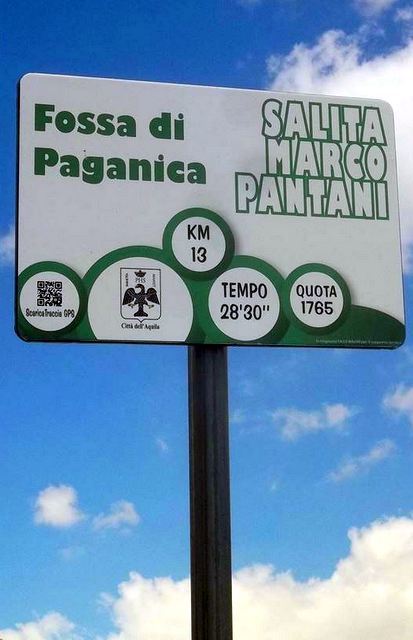 Fossa di
Paganica
SALITA
MARCO
PANTANI
KM
13
Scarica Traccia GPS
PHS
Città dell'Aquila
TEMPO
28'30"
QUOTA
1765